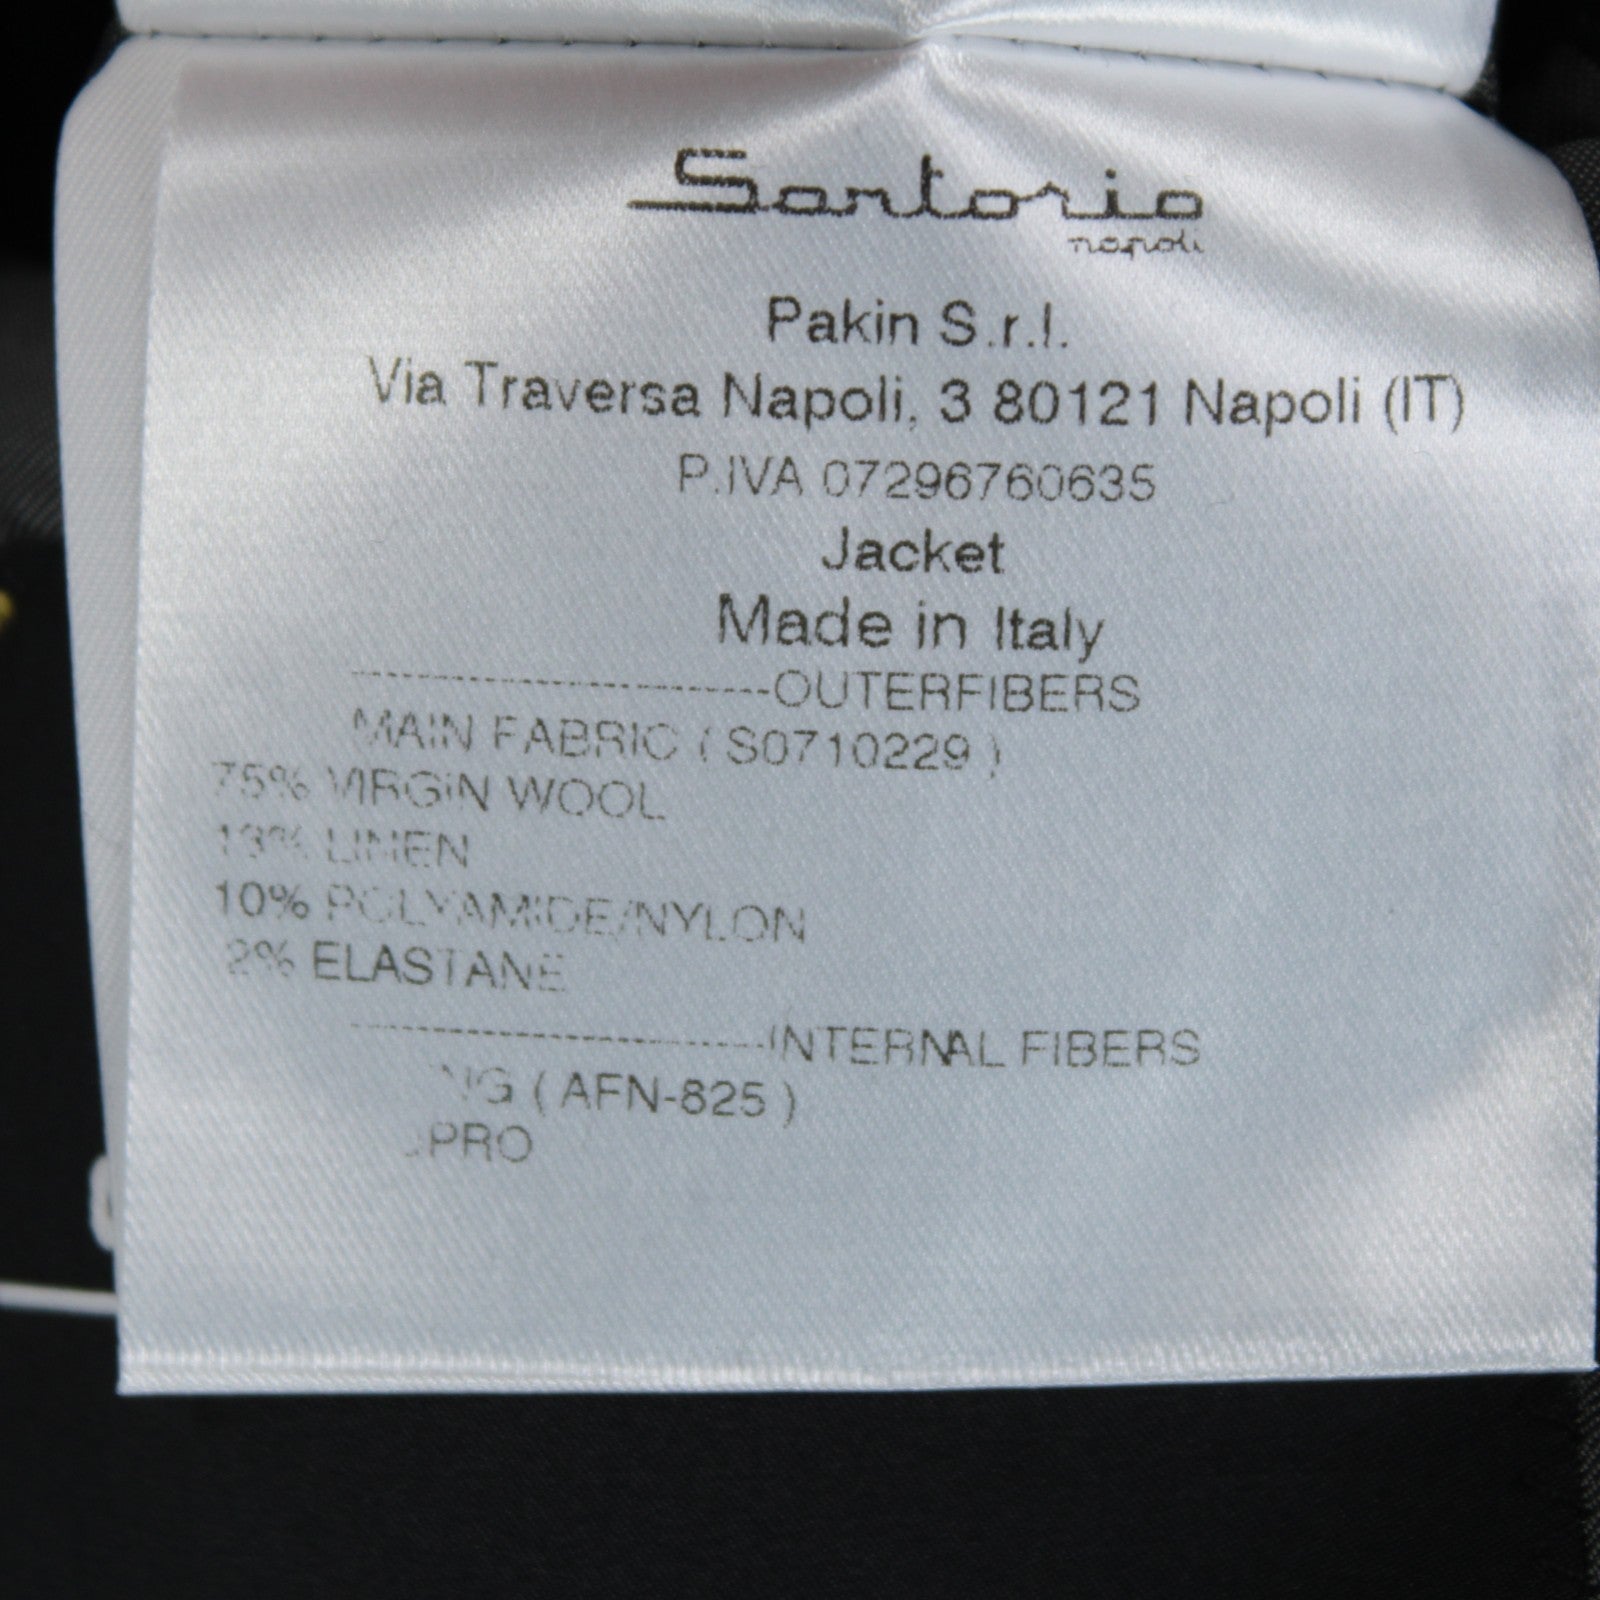 Sartorio
napoli
Pakin S.r.l.
Via Traversa Napoli, 3 80121 Napoli (IT)
P.IVA 07296760635
Jacket
Made in Italy
------------------------OUTERFIBERS
MAIN FABRIC ( S0710229 )
75% VIRGIN WOOL
13% LINEN
10% POLYAMIDE/NYLON
2% ELASTANE
------------------------INTERNAL FIBERS
( AFN-825 )